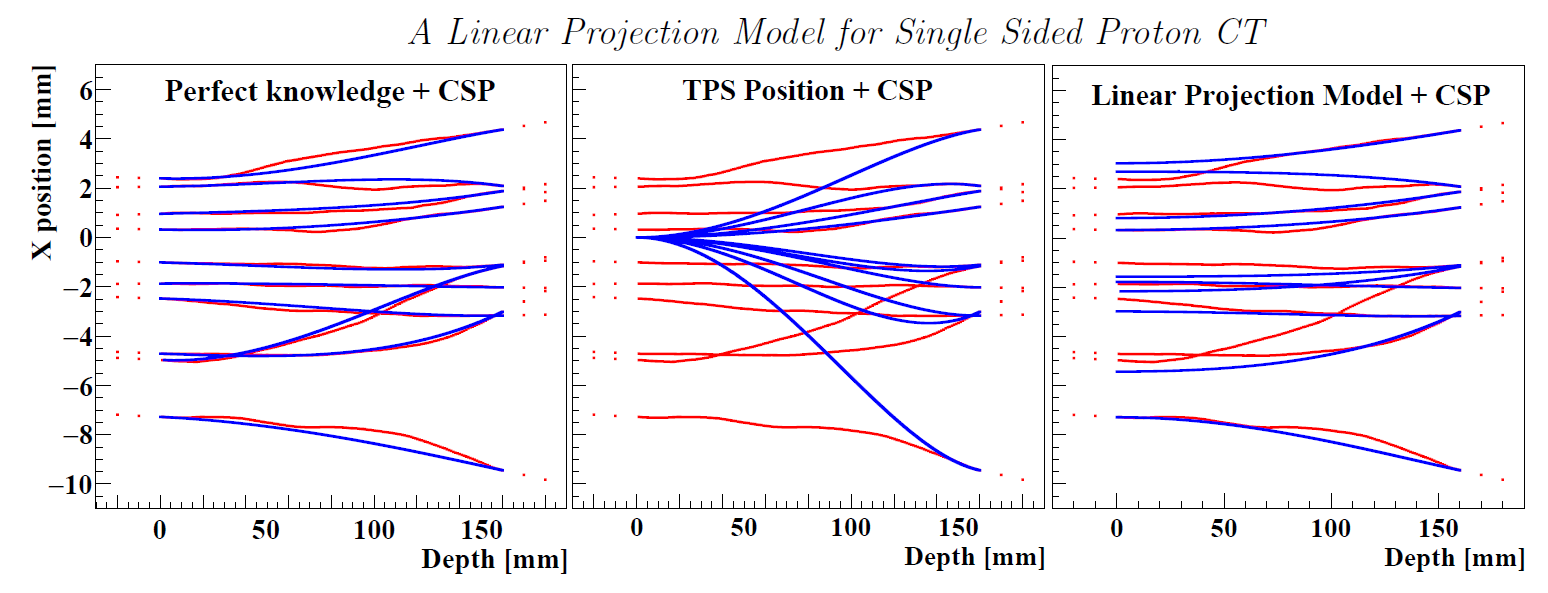 A Linear Projection Model for Single Sided Proton CT
Perfect knowledge + CSP
TPS Position + CSP
Linear Projection Model + CSP
X position [mm]
6
4
2
0
−2
−4
−6
−8
−10
0 50 100 150
0 50 100 150
0 50 100 150
Depth [mm]
Depth [mm]
Depth [mm]